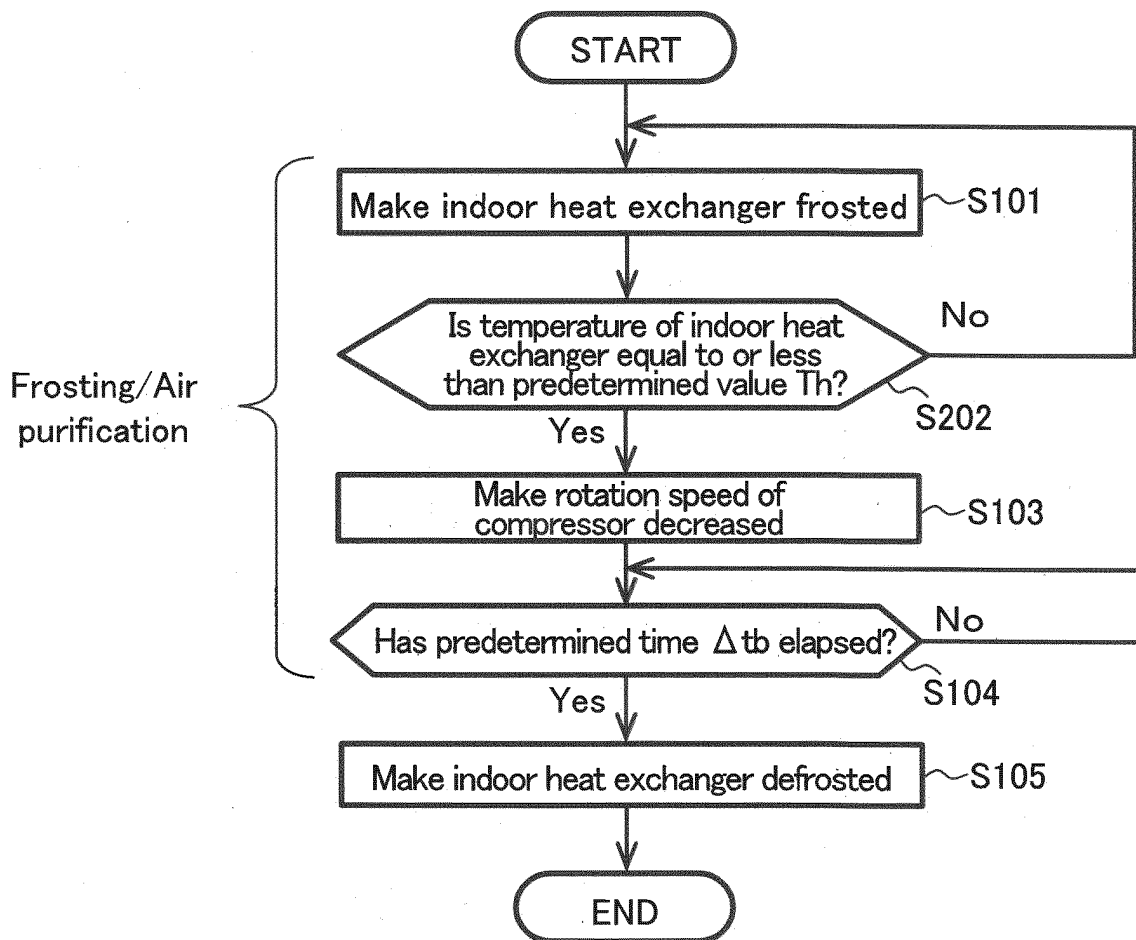 START
Make indoor heat exchanger frosted
S101
Is temperature of indoor heat
exchanger equal to or less
than predetermined value Th?
No
S202
Yes
Frosting/Air
purification
Make rotation speed of
compressor decreased
S103
Has predetermined time Δtb elapsed?
No
S104
Yes
Make indoor heat exchanger defrosted
S105
END